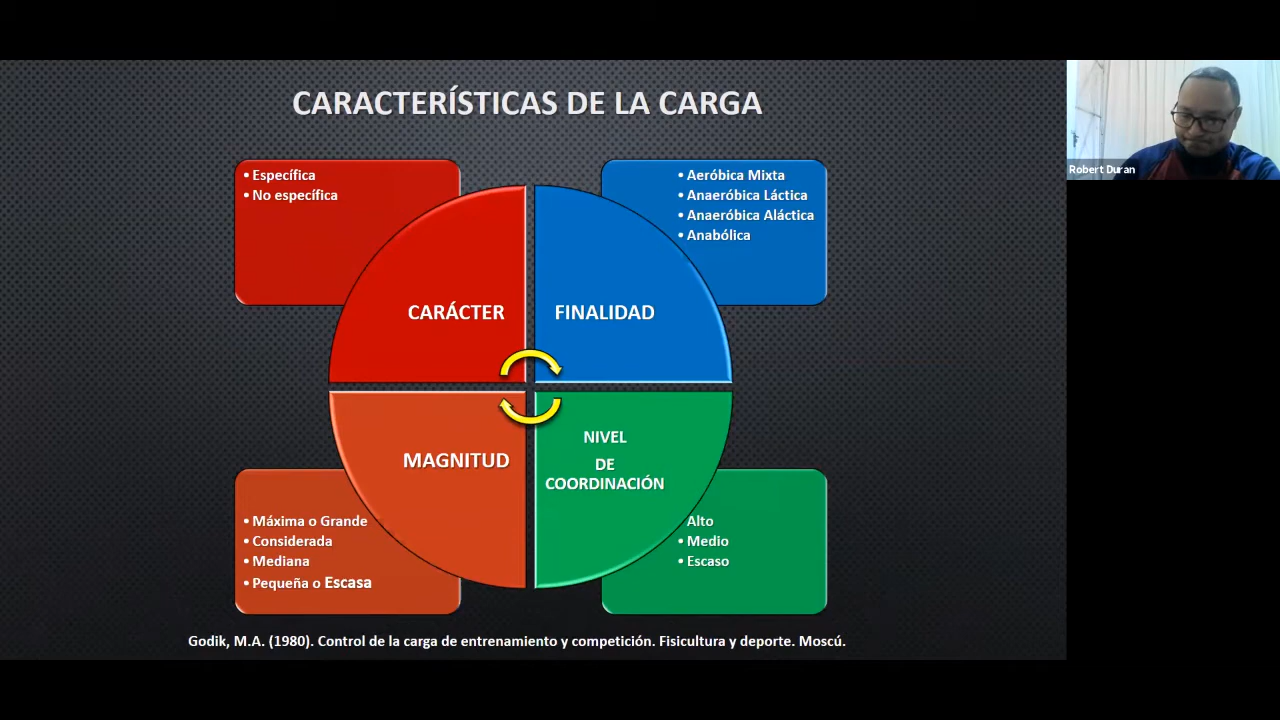 CARACTERÍSTICAS DE LA CARGA
• Específica
• No específica
• Aeróbica Mixta
• Anaeróbica Láctica
• Anaeróbica Aláctica
• Anabólica
CARÁCTER
FINALIDAD
MAGNITUD
NIVEL
DE
COORDINACIÓN
• Máxima o Grande
• Considerada
• Mediana
• Pequeña o Escasa
Alto
• Medio
• Escaso
Godik, M.A. (1980). Control de la carga de entrenamiento y competición. Fisicultura y deporte. Moscú.
Robert Duran